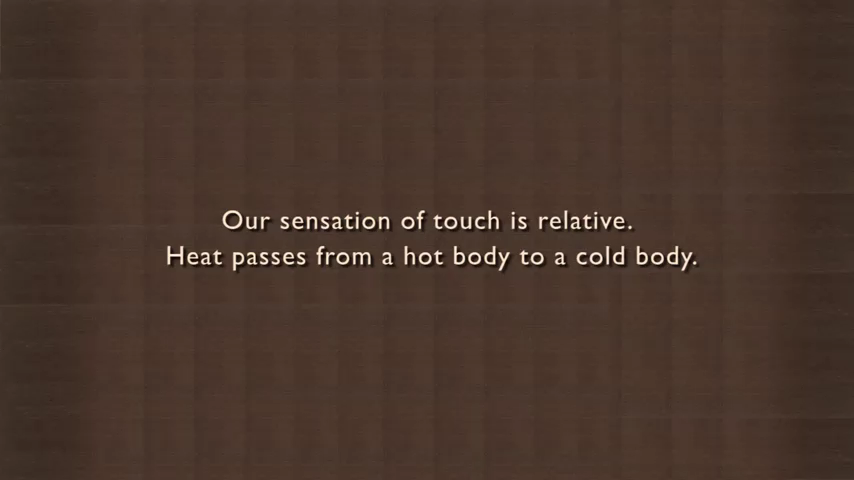 Our sensation of touch is relative.
Heat passes from a hot body to a cold body.